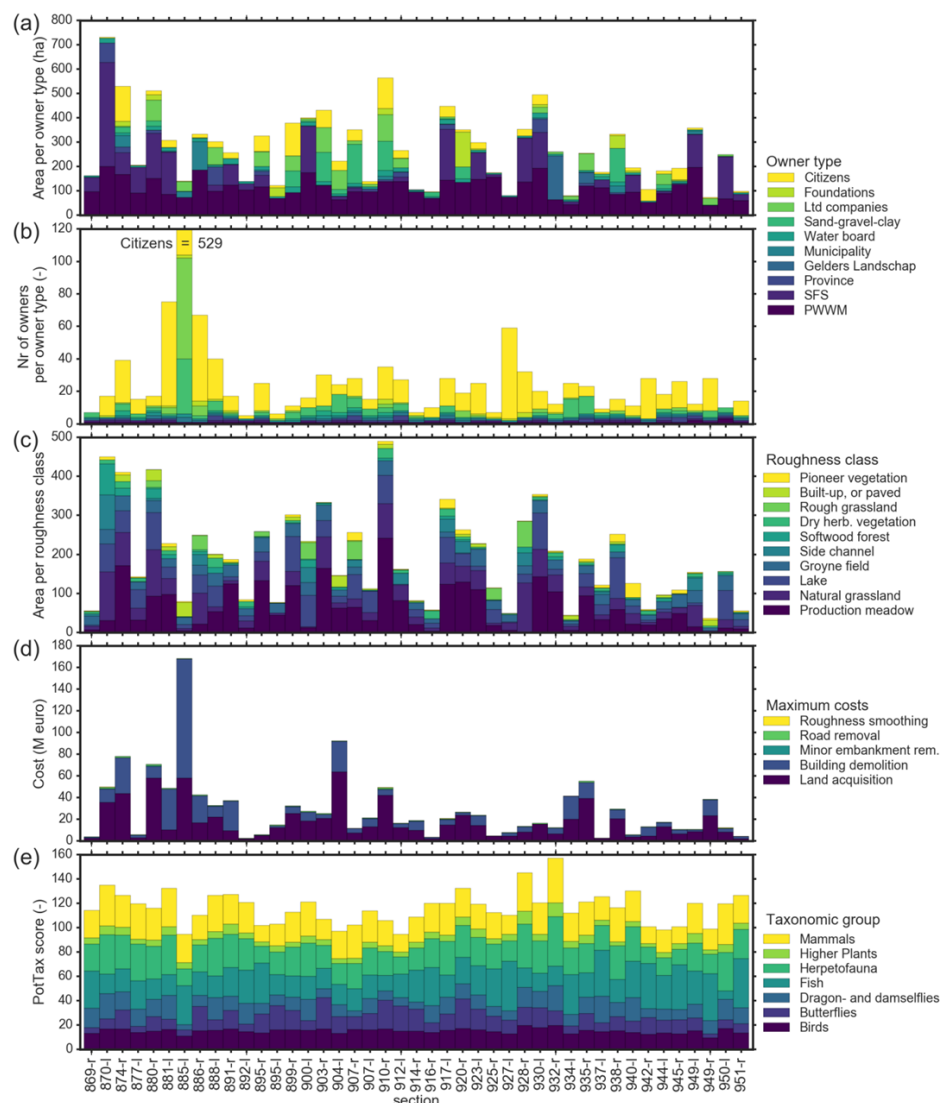 (a)
Area per owner type (ha)
800
700
600
500
400
300
200
100
0
Owner type
Citizens
Foundations
Ltd companies
Sand-gravel-clay
Water board
Municipality
Gelders Landschap
Province
SFS
PWWM
(b)
Nr of owners
per owner type (-)
120
100
80
60
40
20
0
Citizens = 529
(c)
Area per roughness class
500
400
300
200
100
0
Roughness class
Pioneer vegetation
Built-up, or paved
Rough grassland
Dry herb. vegetation
Softwood forest
Side channel
Groyne field
Lake
Natural grassland
Production meadow
(d)
Cost (M euro)
180
160
140
120
100
80
60
40
20
0
Maximum costs
Roughness smoothing
Road removal
Minor embankment rem.
Building demolition
Land acquisition
(e)
PotTax score (-)
160
140
120
100
80
60
40
20
0
Taxonomic group
Mammals
Higher Plants
Herpetofauna
Fish
Dragon- and damselflies
Butterflies
Birds
869-r
870-l
874-r
877-l
880-r
881-l
885-l
886-r
888-l
891-r
892-l
895-r
895-l
899-r
900-l
903-r
904-l
907-r
907-l
910-l
912-l
914-r
916-l
917-l
920-r
923-l
925-r
927-l
928-r
930-l
932-l
934-l
935-l
937-l
938-r
940-l
942-r
944-l
945-r
949-l
949-r
950-l
951-r
section